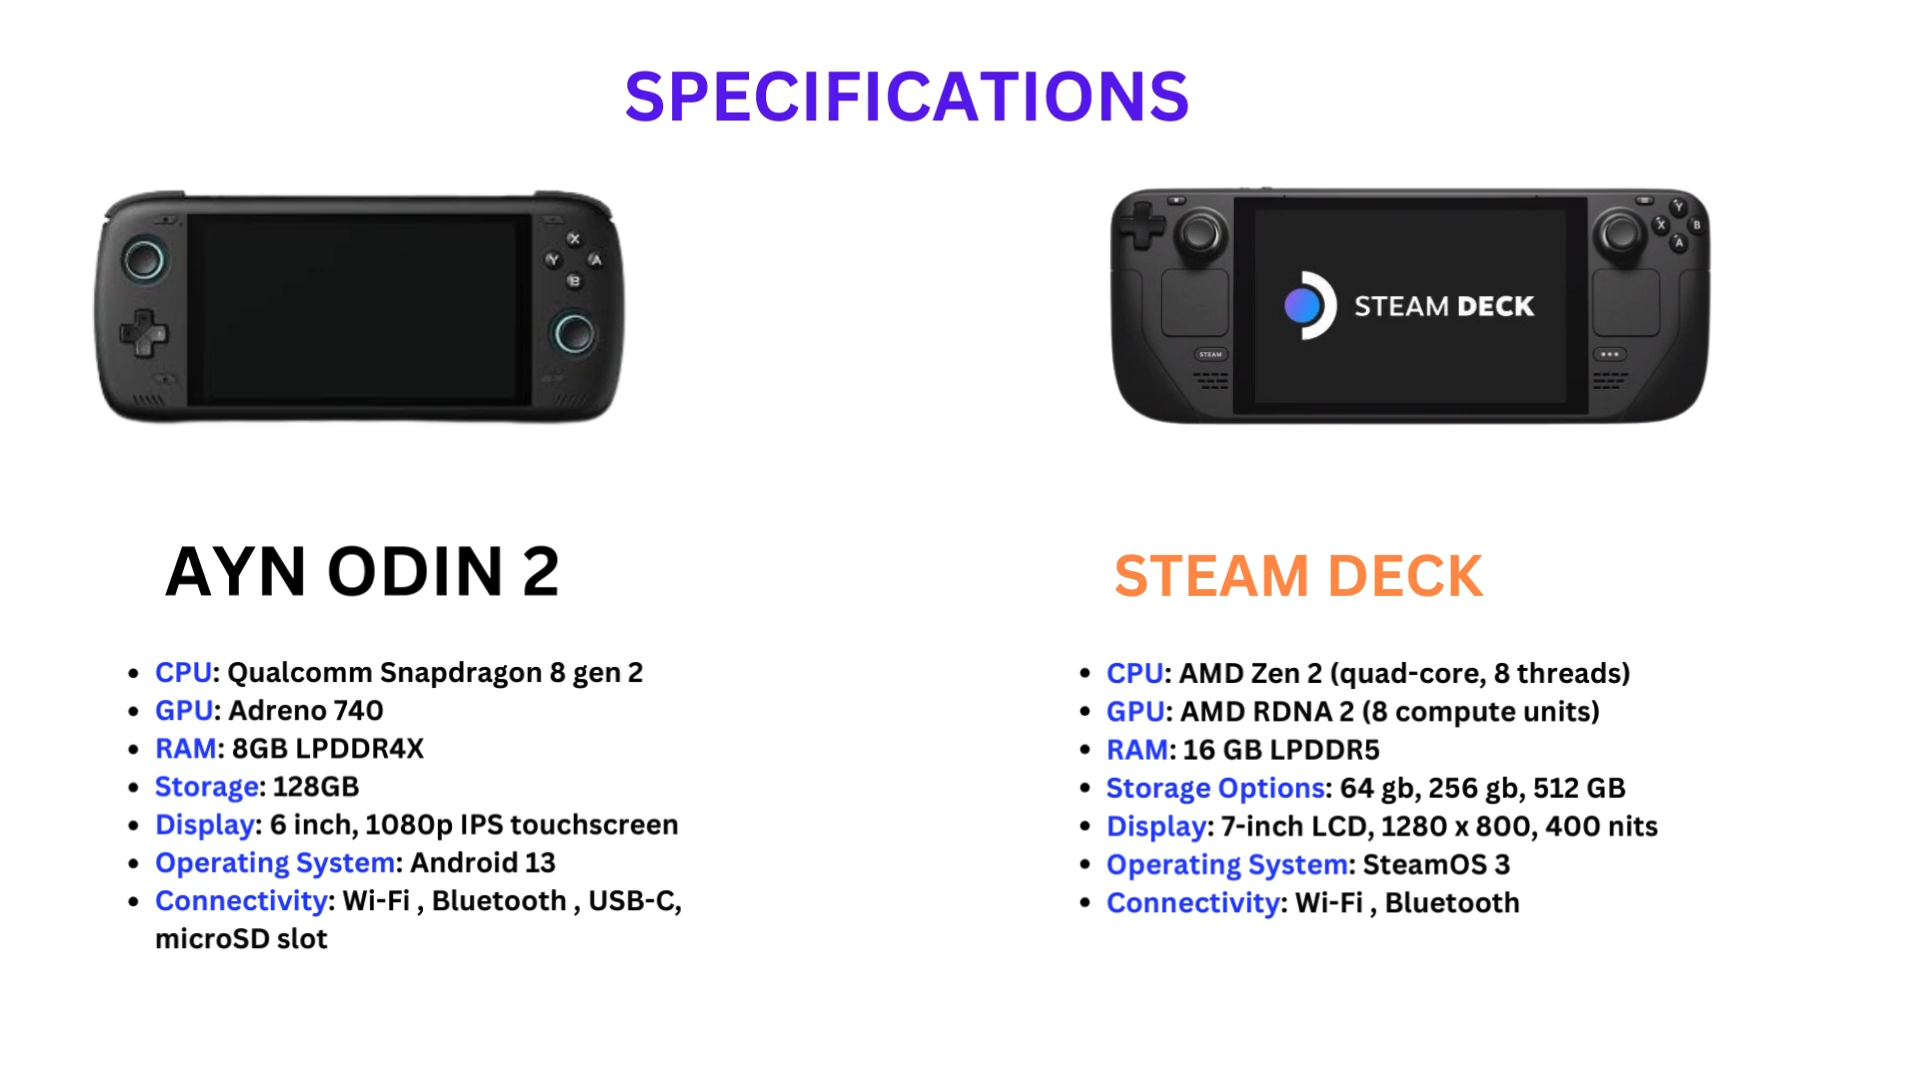 SPECIFICATIONS
X
Y
A
B
Y
X
B
A
STEAM DECK
STEAM
AYN ODIN 2
• CPU: Qualcomm Snapdragon 8 gen 2
• GPU: Adreno 740
• RAM: 8GB LPDDR4X
• Storage: 128GB
• Display: 6 inch, 1080p IPS touchscreen
• Operating System: Android 13
• Connectivity: Wi-Fi , Bluetooth , USB-C,
microSD slot
STEAM DECK
• CPU: AMD Zen 2 (quad-core, 8 threads)
• GPU: AMD RDNA 2 (8 compute units)
• RAM: 16 GB LPDDR5
• Storage Options: 64 gb, 256 gb, 512 GB
• Display: 7-inch LCD, 1280 x 800, 400 nits
• Operating System: SteamOS 3
• Connectivity: Wi-Fi , Bluetooth